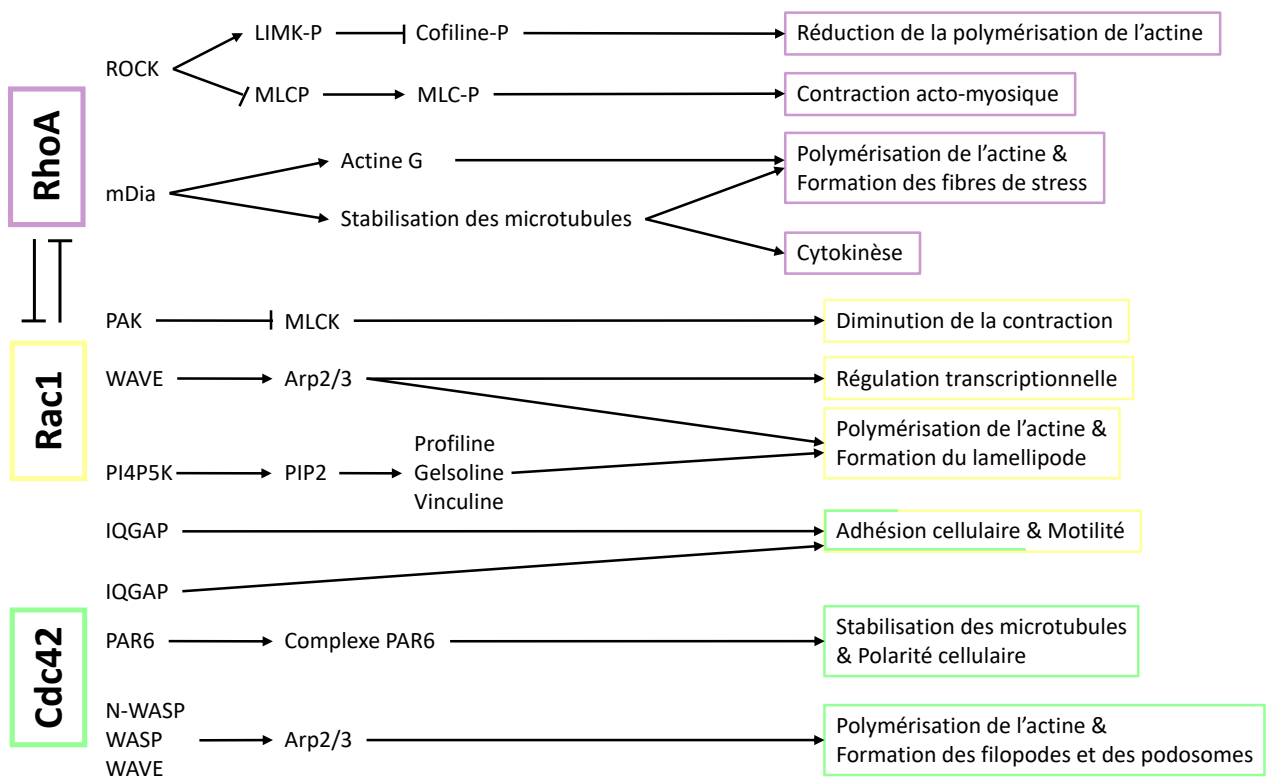 RhoA
ROCK
LIMK-P
Cofiline-P
Réduction de la polymérisation de l'actine
MLCP
MLC-P
Contraction acto-myosique
mDia
Actine G
Polymérisation de l'actine &
Formation des fibres de stress
Stabilisation des microtubules
Cytokinèse
Rac1
PAK
MLCK
Diminution de la contraction
WAVE
Arp2/3
Régulation transcriptionnelle
Polymérisation de l'actine &
Formation du lamellipode
PI4P5K
PIP2
Profiline
Gelsoline
Vinculine
IQGAP
Adhésion cellulaire & Motilité
Cdc42
IQGAP
PAR6
Complexe PAR6
Stabilisation des microtubules
& Polarité cellulaire
N-WASP
WASP
WAVE
Arp2/3
Polymérisation de l'actine &
Formation des filopodes et des podosomes